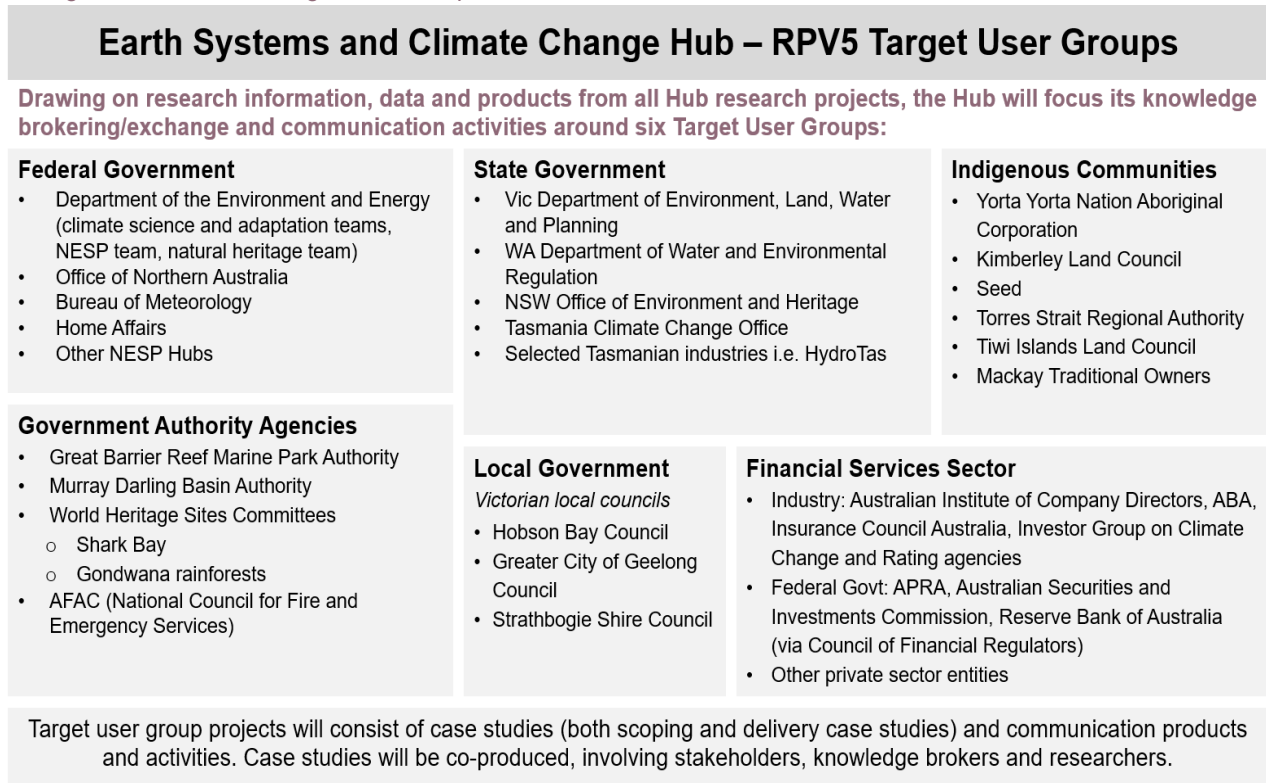 Earth Systems and Climate Change Hub – RPV5 Target User Groups
Drawing on research information, data and products from all Hub research projects, the Hub will focus its knowledge
brokering/exchange and communication activities around six Target User Groups:
Federal Government
• Department of the Environment and Energy
(climate science and adaptation teams,
NESP team, natural heritage team)
• Office of Northern Australia
• Bureau of Meteorology
• Home Affairs
• Other NESP Hubs
State Government
• Vic Department of Environment, Land, Water
and Planning
• WA Department of Water and Environmental
Regulation
• NSW Office of Environment and Heritage
• Tasmania Climate Change Office
• Selected Tasmanian industries i.e. HydroTas
Indigenous Communities
• Yorta Yorta Nation Aboriginal
Corporation
• Kimberley Land Council
• Seed
• Torres Strait Regional Authority
• Tiwi Islands Land Council
• Mackay Traditional Owners
Government Authority Agencies
• Great Barrier Reef Marine Park Authority
• Murray Darling Basin Authority
• World Heritage Sites Committees
o Shark Bay
o Gondwana rainforests
• AFAC (National Council for Fire and
Emergency Services)
Local Government
Victorian local councils
• Hobson Bay Council
• Greater City of Geelong
Council
• Strathbogie Shire Council
Financial Services Sector
• Industry: Australian Institute of Company Directors, ABA,
Insurance Council Australia, Investor Group on Climate
Change and Rating agencies
• Federal Govt: APRA, Australian Securities and
Investments Commission, Reserve Bank of Australia
(via Council of Financial Regulators)
• Other private sector entities
Target user group projects will consist of case studies (both scoping and delivery case studies) and communication products
and activities. Case studies will be co-produced, involving stakeholders, knowledge brokers and researchers.